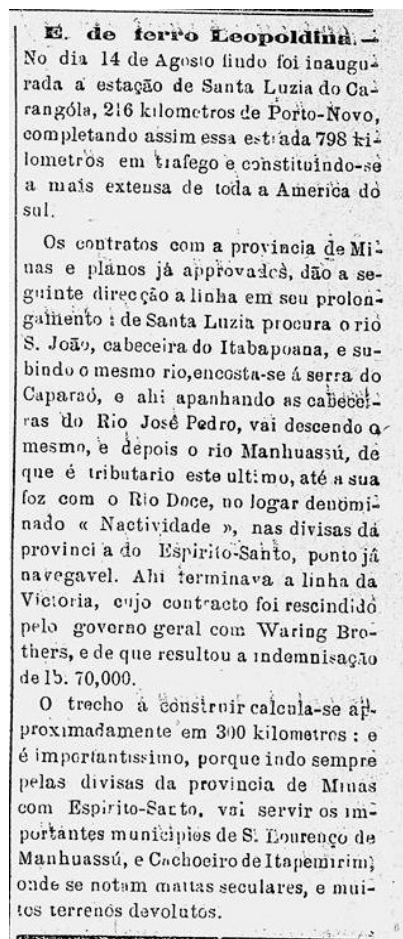 E. de ferro Leopoldina.—
No dia 14 de Agosto findo foi inaugu-
rada a estação de Santa Luzia do Ca-
rangóla, 216 kilometros de Porto-Novo,
completando assim essa estrada 798 ki-
lometros em trafego e constituindo-se
a mais extensa de toda a America do
sul.
Os contratos com a provincia de Mi-
nas e planos já approvados, dão a se-
guinte direcção a linha em seu prolon-
gamento : de Santa Luzia procura o rio
S. João, cabeceira do Itabapoana, e su-
bindo o mesmo rio, encosta-se á serra do
Caparaó, e ahi apanhando as cabecei-
ras do Rio José Pedro, vai descendo o
mesmo, e depois o rio Manhuassú, de
que é tributario este ultimo, até a sua
foz com o Rio Doce, no logar denomi-
nado « Nactividade », nas divisas da
provincia do Espirito-Santo, ponto já
navegavel. Ahi terminava a linha da
Victoria, cujo contracto foi rescindido
pelo governo geral com Waring Bro-
thers, e de que resultou a indemnisação
de lb. 70,000.
O trecho á construir calcula-se ap-
proximadamente em 300 kilometros : e
é importantissimo, porque indo sempre
pelas divisas da provincia de Minas
com Espirito-Santo, vai servir os im-
portantes municipios de S. Lourenço de
Manhuassú, e Cachoeiro de Itapemirim,
onde se notam mattas seculares, e mui-
tos terrenos devolutos.